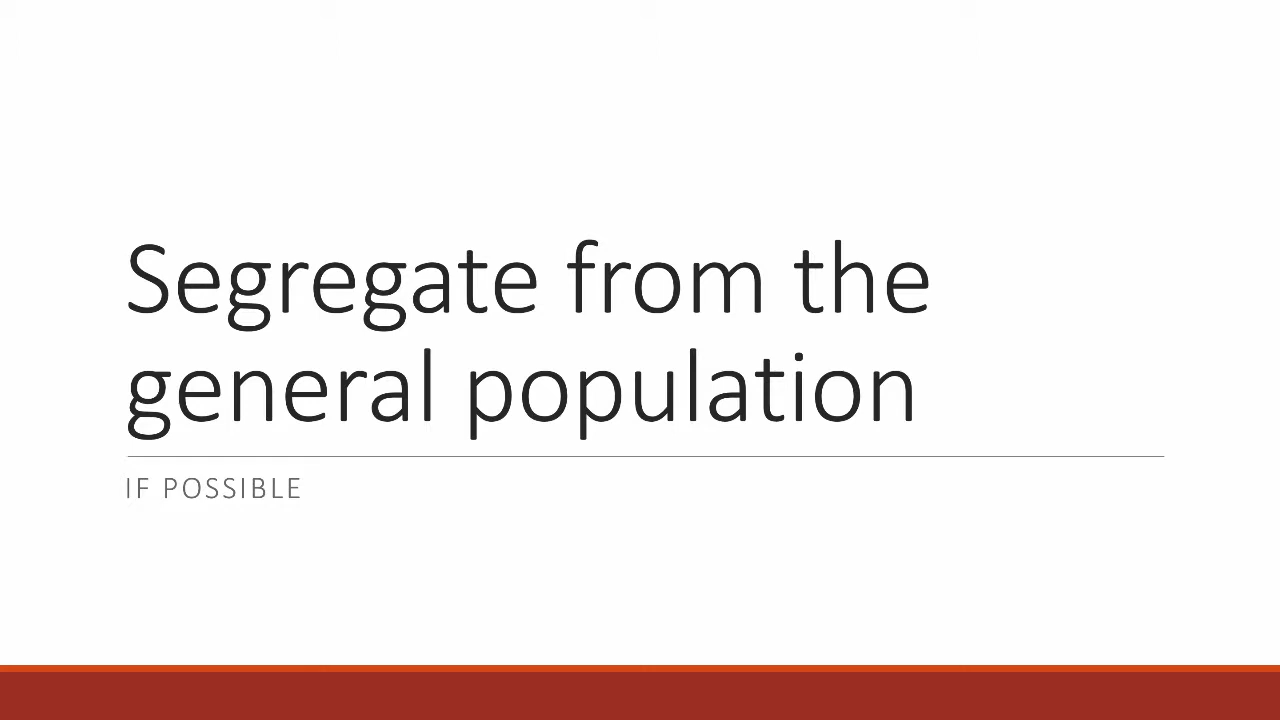 Segregate from the
general population
IF POSSIBLE